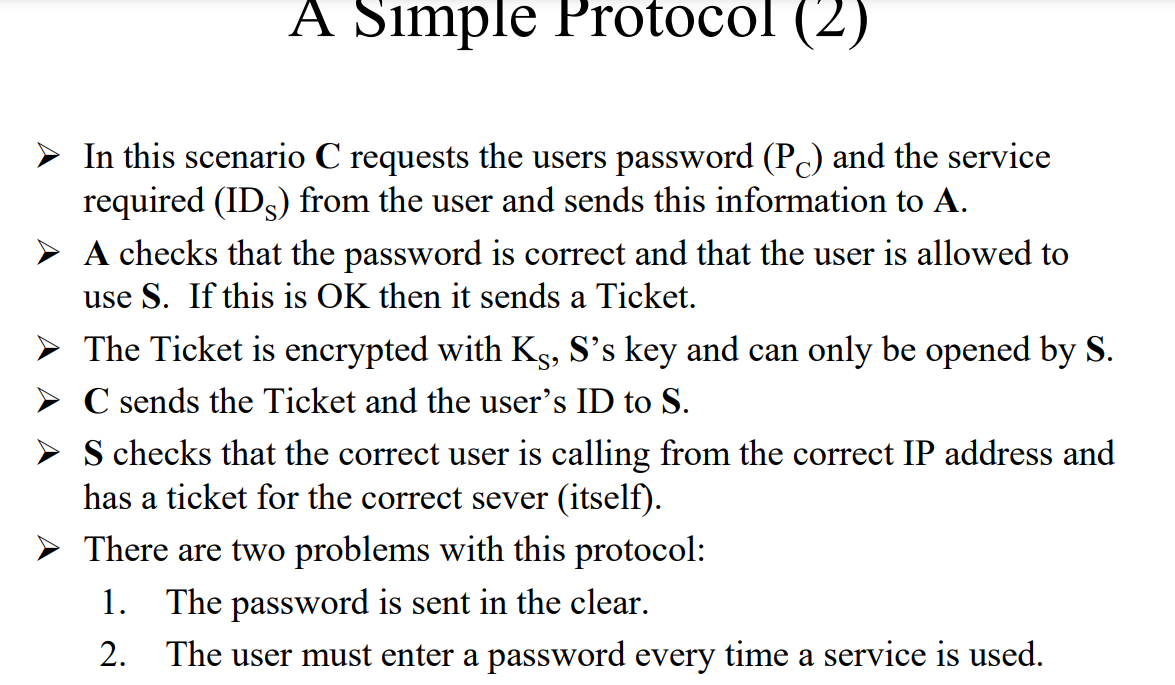 A Simple Protocol (2)
➢ In this scenario C requests the users password (P_C) and the service
required (ID_S) from the user and sends this information to A.
➢ A checks that the password is correct and that the user is allowed to
use S.  If this is OK then it sends a Ticket.
➢ The Ticket is encrypted with K_S, S’s key and can only be opened by S.
➢ C sends the Ticket and the user’s ID to S.
➢ S checks that the correct user is calling from the correct IP address and
has a ticket for the correct sever (itself).
➢ There are two problems with this protocol:
1. The password is sent in the clear.
2. The user must enter a password every time a service is used.